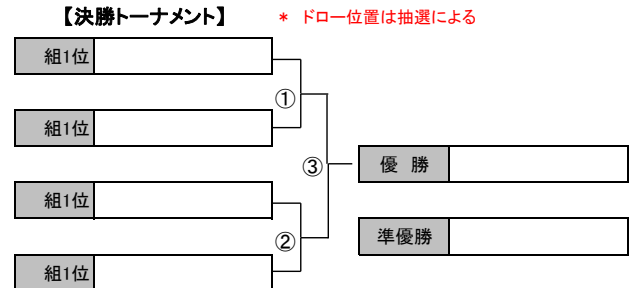 【決勝トーナメント】 * ドロー位置は抽選による
組1位
①
組1位
③
優 勝
組1位
②
準優勝
組1位